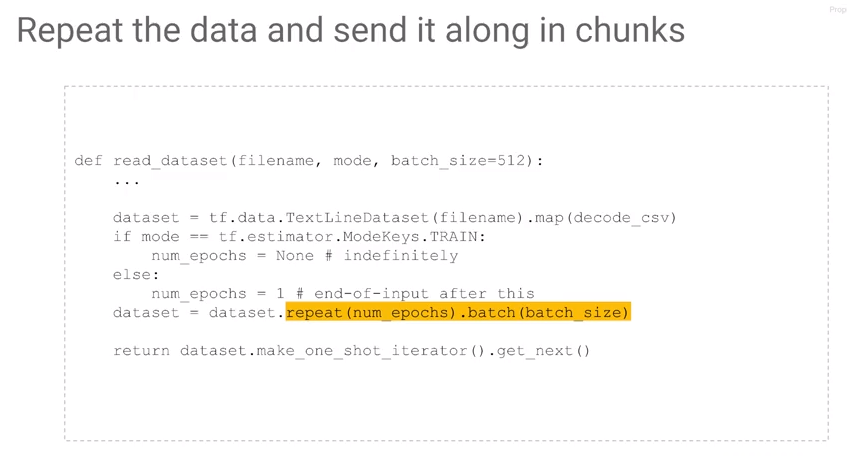 Prop
Repeat the data and send it along in chunks
def read_dataset(filename, mode, batch_size=512):
    ...
    dataset = tf.data.TextLineDataset(filename).map(decode_csv)
    if mode == tf.estimator.ModeKeys.TRAIN:
        num_epochs = None # indefinitely
    else:
        num_epochs = 1 # end-of-input after this
    dataset = dataset.repeat(num_epochs).batch(batch_size)
    return dataset.make_one_shot_iterator().get_next()